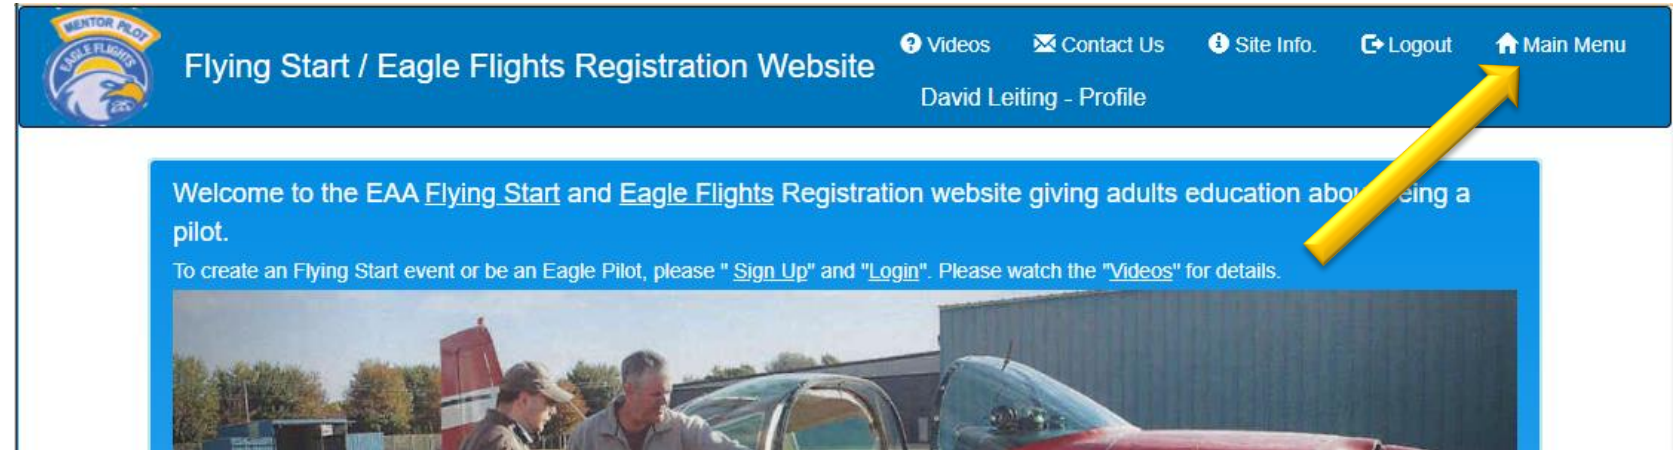 MENTOR PILOT
EAGLE FLIGHTS
Flying Start / Eagle Flights Registration Website
Videos
Contact Us
Site Info.
Logout
Main Menu
David Leiting - Profile
Welcome to the EAA Flying Start and Eagle Flights Registration website giving adults education about being a
pilot.
To create an Flying Start event or be an Eagle Pilot, please " Sign Up" and "Login". Please watch the "Videos" for details.